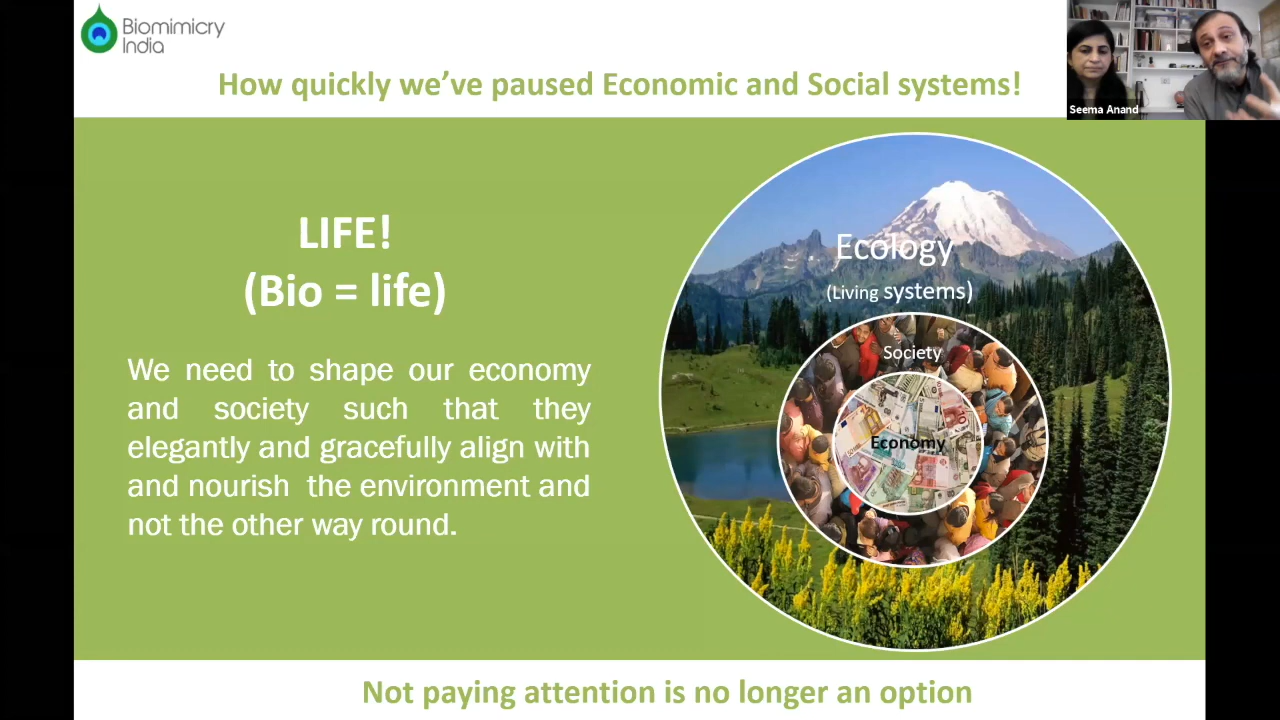 Biomimicry
India
How quickly we’ve paused Economic and Social systems!
Seema Anand
LIFE!
(Bio = life)
We need to shape our economy
and society such that they
elegantly and gracefully align with
and nourish the environment and
not the other way round.
Ecology
(Living systems)
Society
Economy
Not paying attention is no longer an option